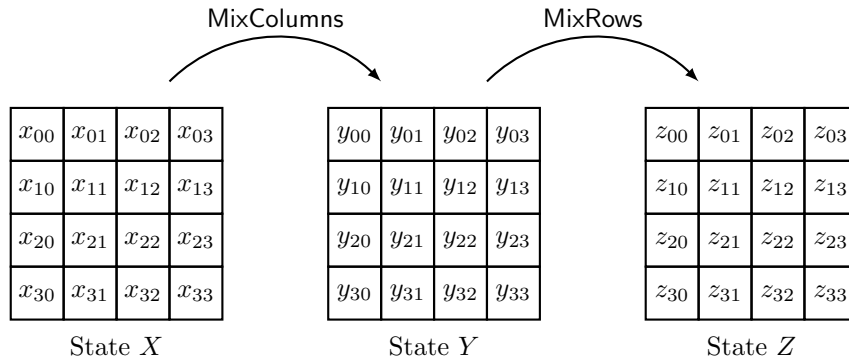 MixColumns MixRows
x₀₀ x₀₁ x₀₂ x₀₃ y₀₀ y₀₁ y₀₂ y₀₃ z₀₀ z₀₁ z₀₂ z₀₃
x₁₀ x₁₁ x₁₂ x₁₃ y₁₀ y₁₁ y₁₂ y₁₃ z₁₀ z₁₁ z₁₂ z₁₃
x₂₀ x₂₁ x₂₂ x₂₃ y₂₀ y₂₁ y₂₂ y₂₃ z₂₀ z₂₁ z₂₂ z₂₃
x₃₀ x₃₁ x₃₂ x₃₃ y₃₀ y₃₁ y₃₂ y₃₃ z₃₀ z₃₁ z₃₂ z₃₃
State X State Y State Z